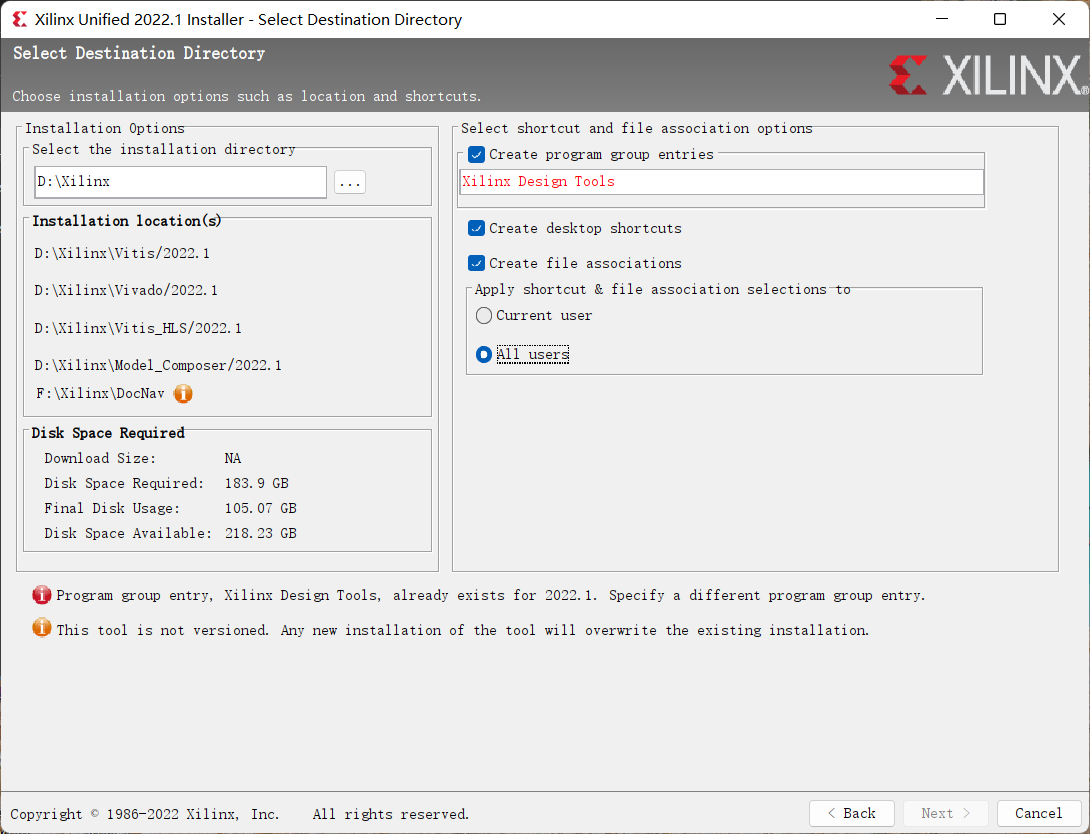 Xilinx Unified 2022.1 Installer - Select Destination Directory
Select Destination Directory
Choose installation options such as location and shortcuts.
XILINX®
Installation Options
Select the installation directory
D:\Xilinx
...
Installation location(s)
D:\Xilinx\Vitis/2022.1
D:\Xilinx\Vivado/2022.1
D:\Xilinx\Vitis_HLS/2022.1
D:\Xilinx\Model_Composer/2022.1
F:\Xilinx\DocNav
Disk Space Required
Download Size: NA
Disk Space Required: 183.9 GB
Final Disk Usage: 105.07 GB
Disk Space Available: 218.23 GB
Select shortcut and file association options
Create program group entries
Xilinx Design Tools
Create desktop shortcuts
Create file associations
Apply shortcut & file association selections to
Current user
All users
Program group entry, Xilinx Design Tools, already exists for 2022.1. Specify a different program group entry.
This tool is not versioned. Any new installation of the tool will overwrite the existing installation.
Copyright © 1986-2022 Xilinx, Inc. All rights reserved.
< Back
Next >
Cancel